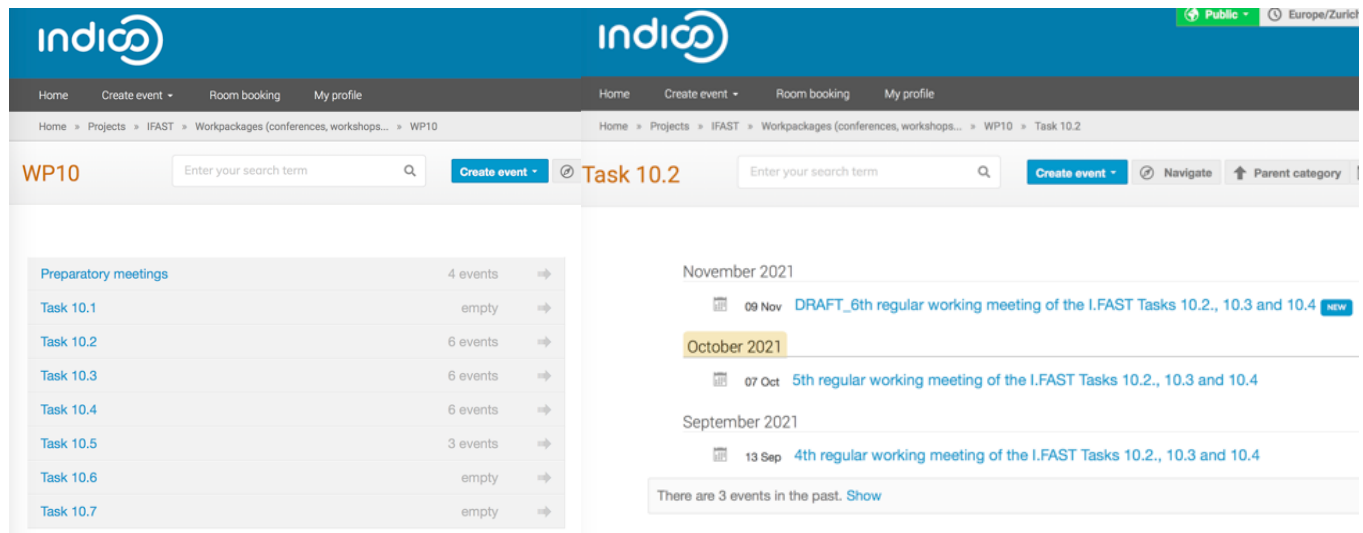 indico
Home Create event Room booking My profile
Home » Projects » IFAST » Workpackages (conferences, workshops... » WP10
WP10 Enter your search term Create event
Preparatory meetings 4 events
Task 10.1 empty
Task 10.2 6 events
Task 10.3 6 events
Task 10.4 6 events
Task 10.5 3 events
Task 10.6 empty
Task 10.7 empty
Public Europe/Zurich
indico
Home Create event Room booking My profile
Home » Projects » IFAST » Workpackages (conferences, workshops... » WP10 » Task 10.2
Task 10.2 Enter your search term Create event Navigate Parent category
November 2021
09 Nov DRAFT_6th regular working meeting of the I.FAST Tasks 10.2., 10.3 and 10.4 NEW
October 2021
07 Oct 5th regular working meeting of the I.FAST Tasks 10.2., 10.3 and 10.4
September 2021
13 Sep 4th regular working meeting of the I.FAST Tasks 10.2., 10.3 and 10.4
There are 3 events in the past. Show